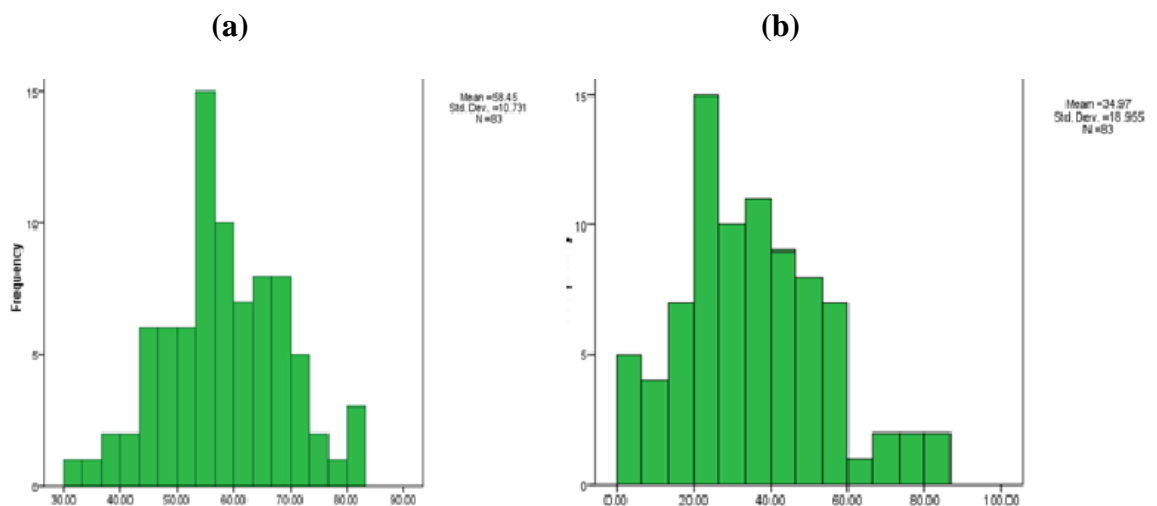 (a)
(b)
Mean =58.45
Std. Dev. =10.731
N =83
Frequency
15
10
5
0
30.00 40.00 50.00 60.00 70.00 80.00 90.00
Mean =34.97
Std. Dev. =18.955
N =83
15
10
5
0
0.00 20.00 40.00 60.00 80.00 100.00